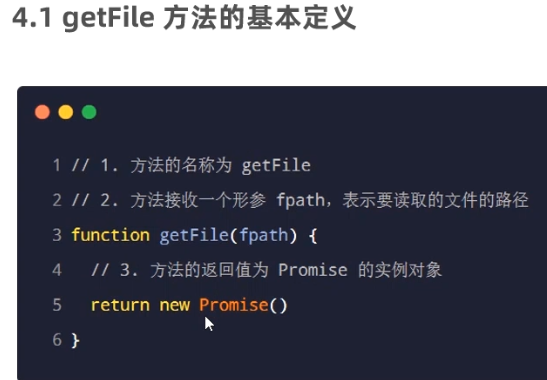 4.1 getFile 方法的基本定义
1 // 1. 方法的名称为 getFile
2 // 2. 方法接收一个形参 fpath，表示要读取的文件的路径
3 function getFile(fpath) {
4 // 3. 方法的返回值为 Promise 的实例对象
5 return new Promise()
6 }